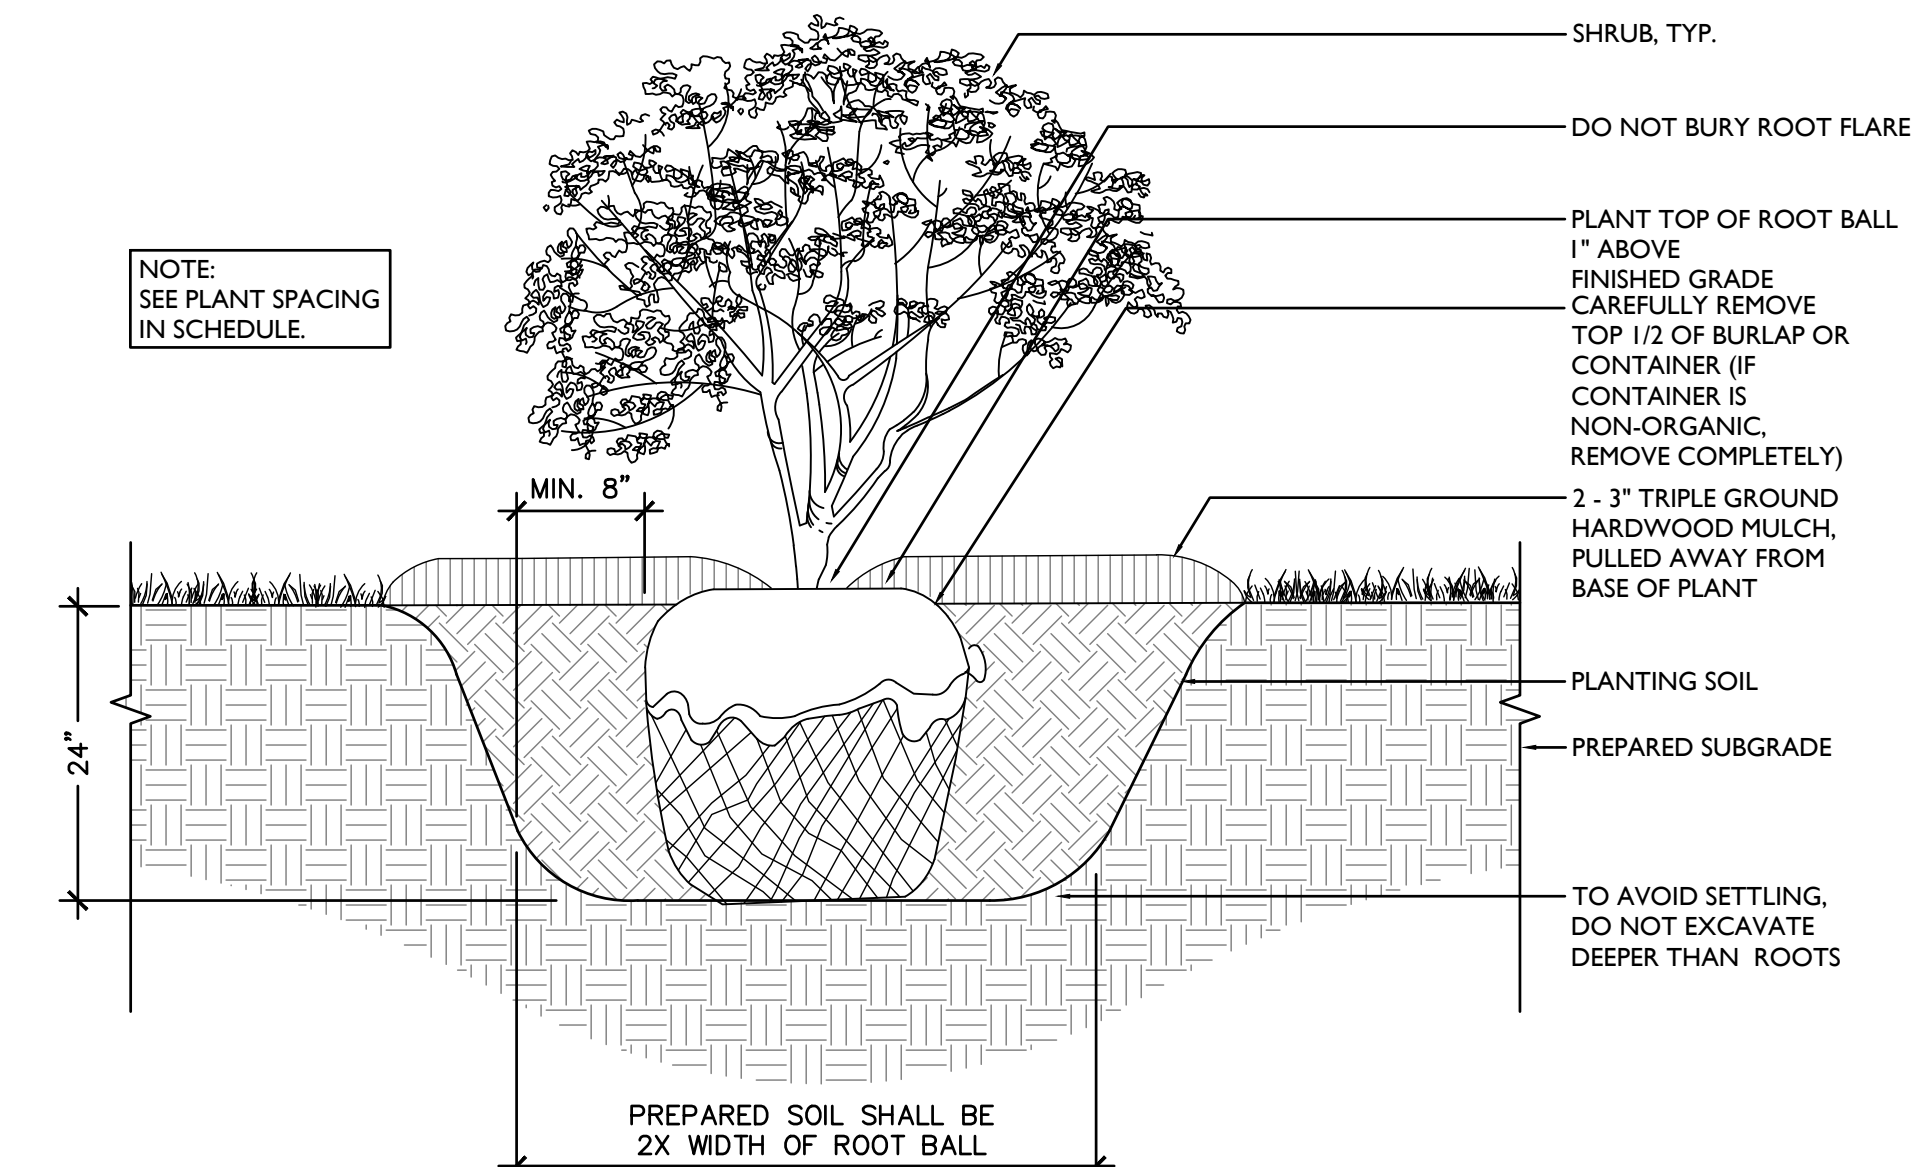 SHRUB, TYP.
DO NOT BURY ROOT FLARE
PLANT TOP OF ROOT BALL
1" ABOVE
FINISHED GRADE
CAREFULLY REMOVE
TOP 1/2 OF BURLAP OR
CONTAINER (IF
CONTAINER IS
NON-ORGANIC,
REMOVE COMPLETELY)
2 - 3" TRIPLE GROUND
HARDWOOD MULCH,
PULLED AWAY FROM
BASE OF PLANT
PLANTING SOIL
PREPARED SUBGRADE
TO AVOID SETTLING,
DO NOT EXCAVATE
DEEPER THAN ROOTS
NOTE:
SEE PLANT SPACING
IN SCHEDULE.
MIN. 8"
24"
PREPARED SOIL SHALL BE
2X WIDTH OF ROOT BALL